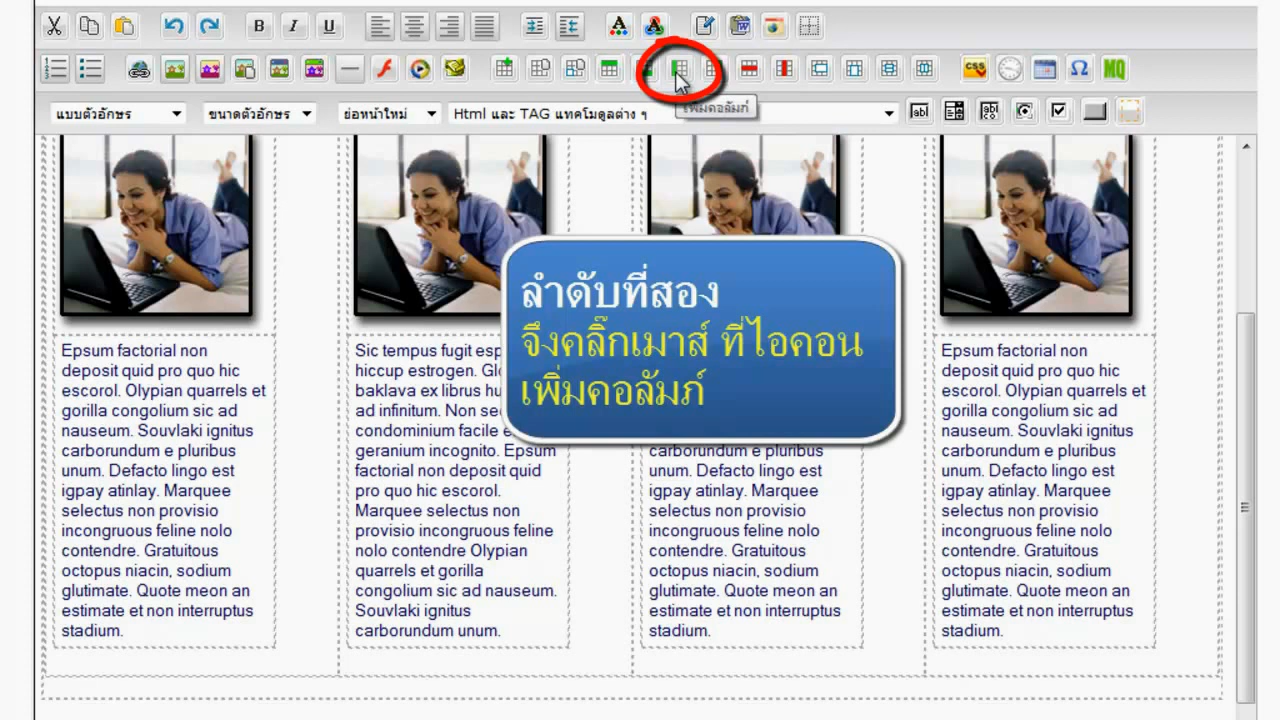 B I U
CSS Ω MQ
แบบตัวอักษร ขนาดตัวอักษร ย่อหน้าใหม่ Html และ TAG แทคโมดูลต่าง ๆ
เพิ่มคอลัมภ์
ลำดับที่สอง
จึงคลิ๊กเมาส์ ที่ไอคอน
เพิ่มคอลัมภ์
Epsum factorial non
deposit quid pro quo hic
escorol. Olypian quarrels et
gorilla congolium sic ad
nauseum. Souvlaki ignitus
carborundum e pluribus
unum. Defacto lingo est
igpay atinlay. Marquee
selectus non provisio
incongruous feline nolo
contendre. Gratuitous
octopus niacin, sodium
glutimate. Quote meon an
estimate et non interruptus
stadium.
Sic tempus fugit esp
hiccup estrogen. Glo
baklava ex librus hu
ad infinitum. Non se
condominium facile e
geranium incognito. Epsum
factorial non deposit quid
pro quo hic escorol.
Marquee selectus non
provisio incongruous feline
nolo contendre Olypian
quarrels et gorilla
congolium sic ad nauseum.
Souvlaki ignitus
carborundum unum.
carborundum e pluribus
unum. Defacto lingo est
igpay atinlay. Marquee
selectus non provisio
incongruous feline nolo
contendre. Gratuitous
octopus niacin, sodium
glutimate. Quote meon an
estimate et non interruptus
stadium.
Epsum factorial non
deposit quid pro quo hic
escorol. Olypian quarrels et
gorilla congolium sic ad
nauseum. Souvlaki ignitus
carborundum e pluribus
unum. Defacto lingo est
igpay atinlay. Marquee
selectus non provisio
incongruous feline nolo
contendre. Gratuitous
octopus niacin, sodium
glutimate. Quote meon an
estimate et non interruptus
stadium.